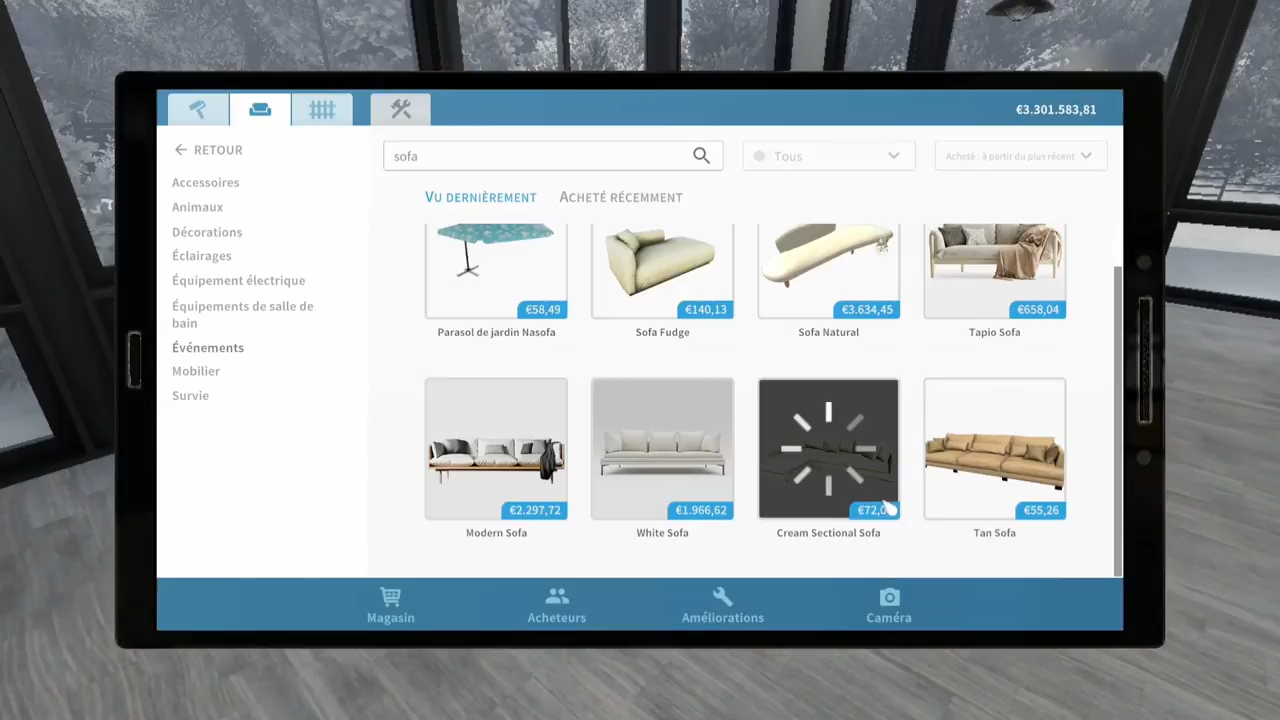 €3.301.583,81
RETOUR
sofa
Tous
Acheté : à partir du plus récent
Accessoires
Animaux
Décorations
Éclairages
Équipement électrique
Équipements de salle de
bain
Événements
Mobilier
Survie
VU DERNIÈREMENT
ACHETÉ RÉCEMMENT
€58,49
€140,13
€3.634,45
€658,04
Parasol de jardin Nasofa
Sofa Fudge
Sofa Natural
Tapio Sofa
€2.297,72
€1.966,62
€55,26
Modern Sofa
White Sofa
Cream Sectional Sofa
Tan Sofa
Magasin
Acheteurs
Améliorations
Caméra